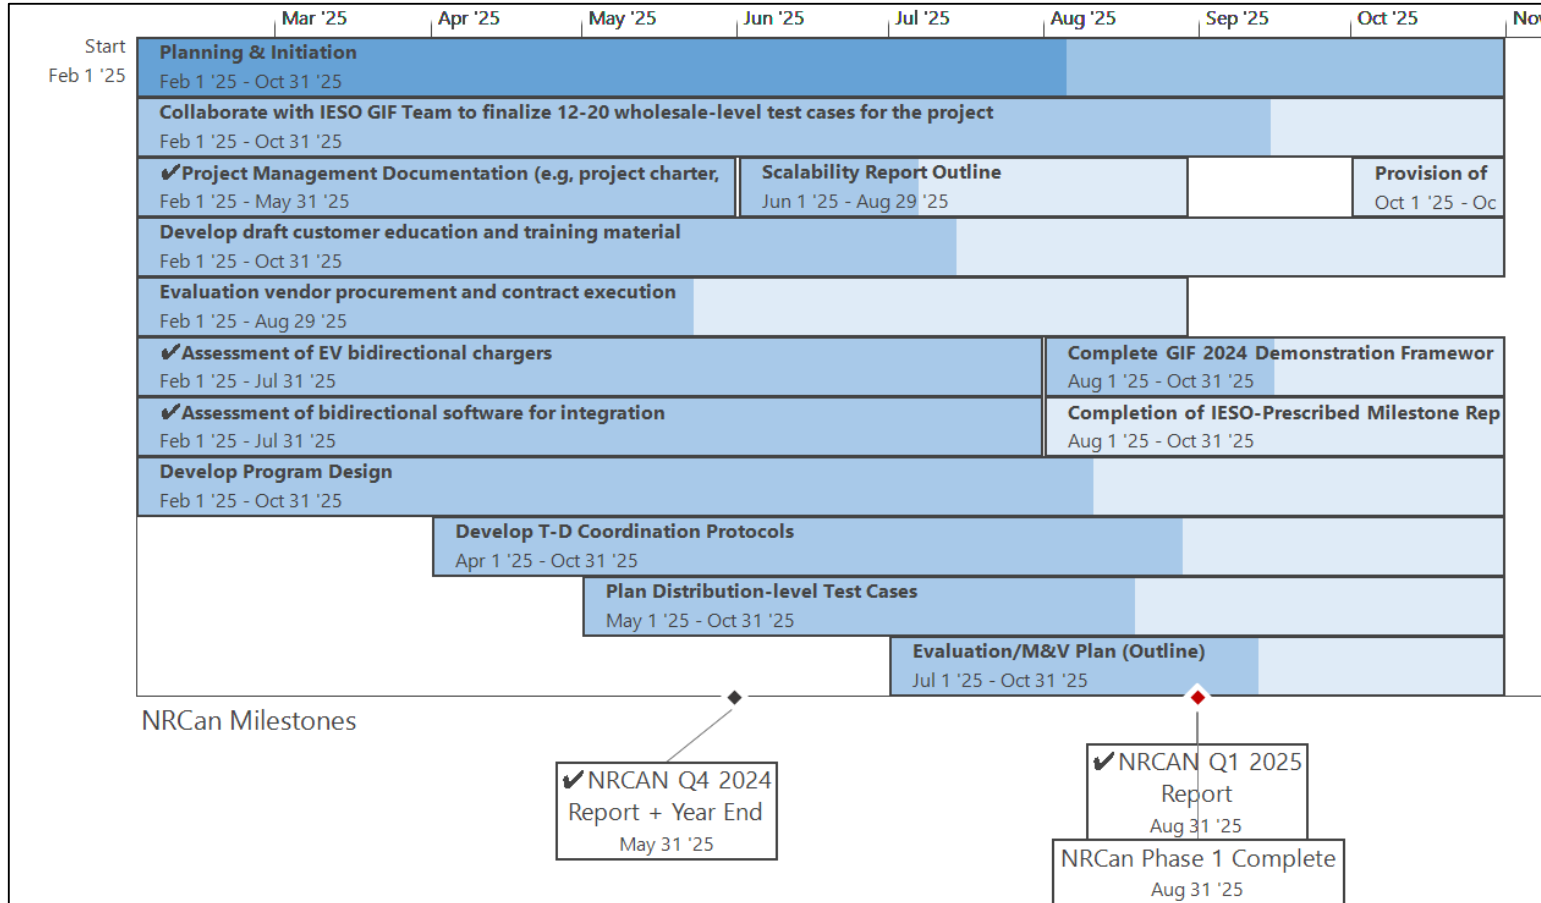 Mar '25 Apr '25 May '25 Jun '25 Jul '25 Aug '25 Sep '25 Oct '25 Nov
Start
Feb 1 '25
Planning & Initiation
Feb 1 '25 - Oct 31 '25
Collaborate with IESO GIF Team to finalize 12-20 wholesale-level test cases for the project
Feb 1 '25 - Oct 31 '25
✔Project Management Documentation (e.g, project charter,
Feb 1 '25 - May 31 '25
Scalability Report Outline
Jun 1 '25 - Aug 29 '25
Provision of
Oct 1 '25 - Oc
Develop draft customer education and training material
Feb 1 '25 - Oct 31 '25
Evaluation vendor procurement and contract execution
Feb 1 '25 - Aug 29 '25
✔Assessment of EV bidirectional chargers
Feb 1 '25 - Jul 31 '25
Complete GIF 2024 Demonstration Framewor
Aug 1 '25 - Oct 31 '25
✔Assessment of bidirectional software for integration
Feb 1 '25 - Jul 31 '25
Completion of IESO-Prescribed Milestone Rep
Aug 1 '25 - Oct 31 '25
Develop Program Design
Feb 1 '25 - Oct 31 '25
Develop T-D Coordination Protocols
Apr 1 '25 - Oct 31 '25
Plan Distribution-level Test Cases
May 1 '25 - Oct 31 '25
Evaluation/M&V Plan (Outline)
Jul 1 '25 - Oct 31 '25
NRCan Milestones
✔NRCAN Q4 2024
Report + Year End
May 31 '25
✔NRCAN Q1 2025
Report
Aug 31 '25
NRCan Phase 1 Complete
Aug 31 '25